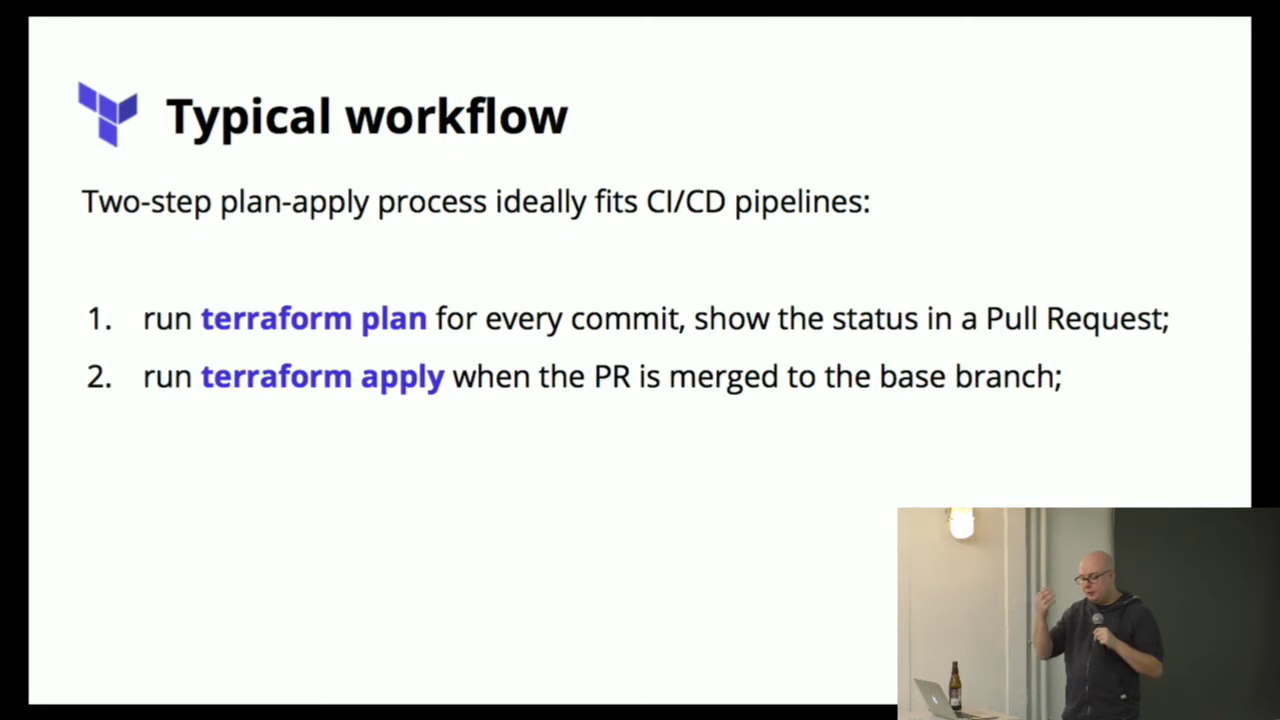 Typical workflow
Two-step plan-apply process ideally fits CI/CD pipelines:
1. run terraform plan for every commit, show the status in a Pull Request;
2. run terraform apply when the PR is merged to the base branch;